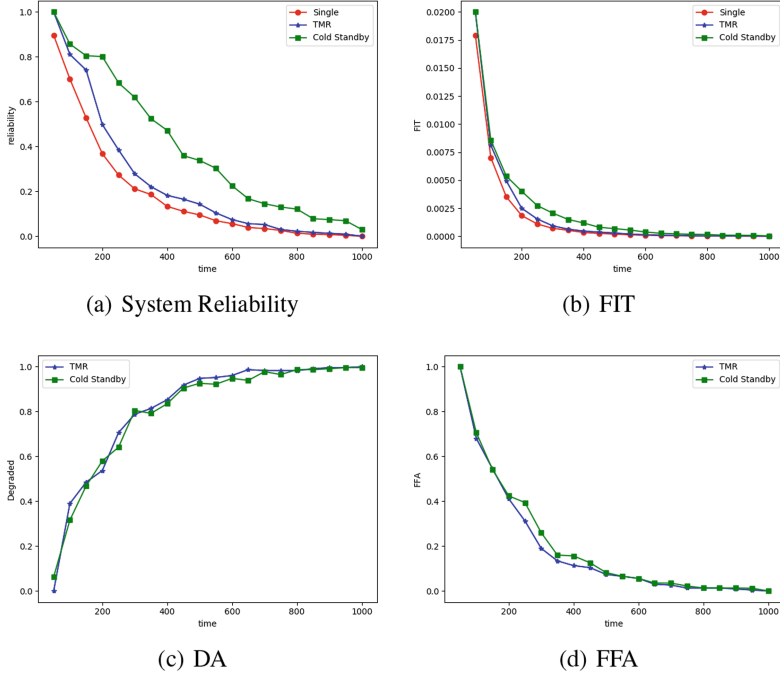 1.0
0.8
0.6
0.4
0.2
0.0
reliability
Single
TMR
Cold Standby
200
400
600
800
1000
time
(a) System Reliability
0.0200
0.0175
0.0150
0.0125
0.0100
0.0075
0.0050
0.0025
0.0000
FIT
Single
TMR
Cold Standby
200
400
600
800
1000
time
(b) FIT
1.0
0.8
0.6
0.4
0.2
0.0
Degraded
TMR
Cold Standby
200
400
600
800
1000
time
(c) DA
1.0
0.8
0.6
0.4
0.2
0.0
FFA
TMR
Cold Standby
200
400
600
800
1000
time
(d) FFA